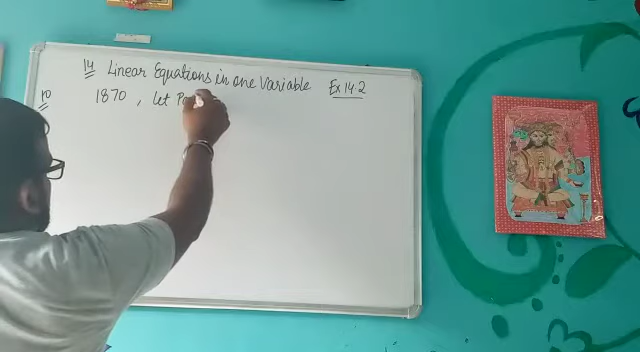 14 Linear Equations in one Variable Ex 14.2
10 1870, let